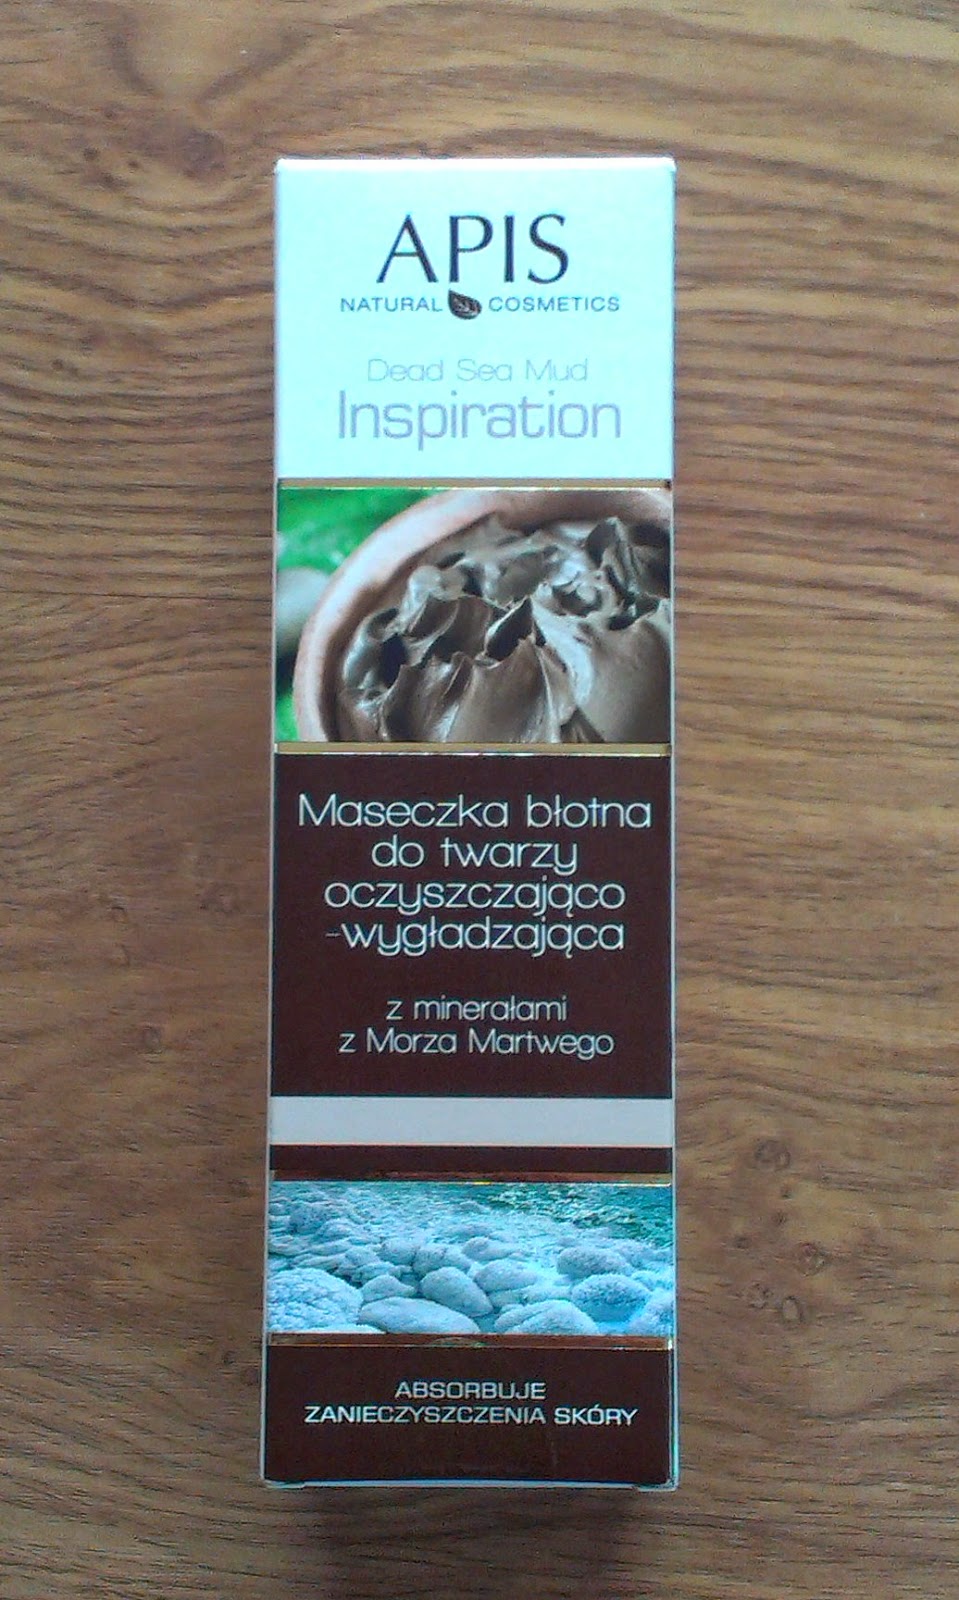 APIS
NATURAL COSMETICS
Dead Sea Mud
Inspiration
Maseczka błotna
do twarzy
oczyszczająco
-wygładzająca
z minerałami
z Morza Martwego
ABSORBUJE
ZANIECZYSZCZENIA SKÓRY